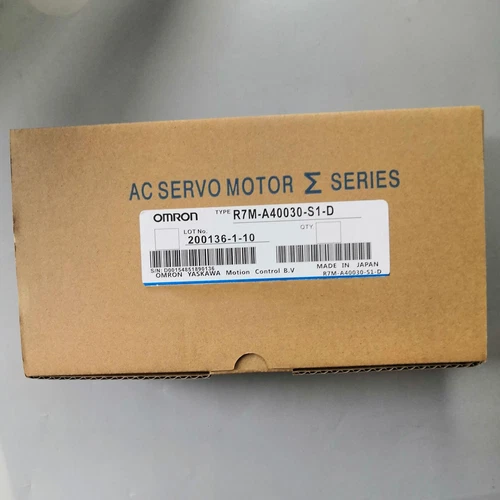 AC SERVO MOTOR Σ SERIES
OMRON TYPE R7M-A40030-S1-D
LOT No. QTY.
200136-1-10
S/N: D00154851890136 MADE IN JAPAN
OMRON YASKAWA Motion Control B.V R7M-A40030-S1-D